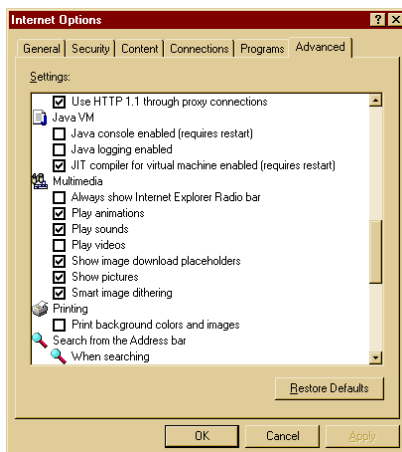 Internet Options
General Security Content Connections Programs Advanced
Settings:
Use HTTP 1.1 through proxy connections
Java VM
Java console enabled (requires restart)
Java logging enabled
JIT compiler for virtual machine enabled (requires restart)
Multimedia
Always show Internet Explorer Radio bar
Play animations
Play sounds
Play videos
Show image download placeholders
Show pictures
Smart image dithering
Printing
Print background colors and images
Search from the Address bar
When searching
Restore Defaults
OK Cancel Apply